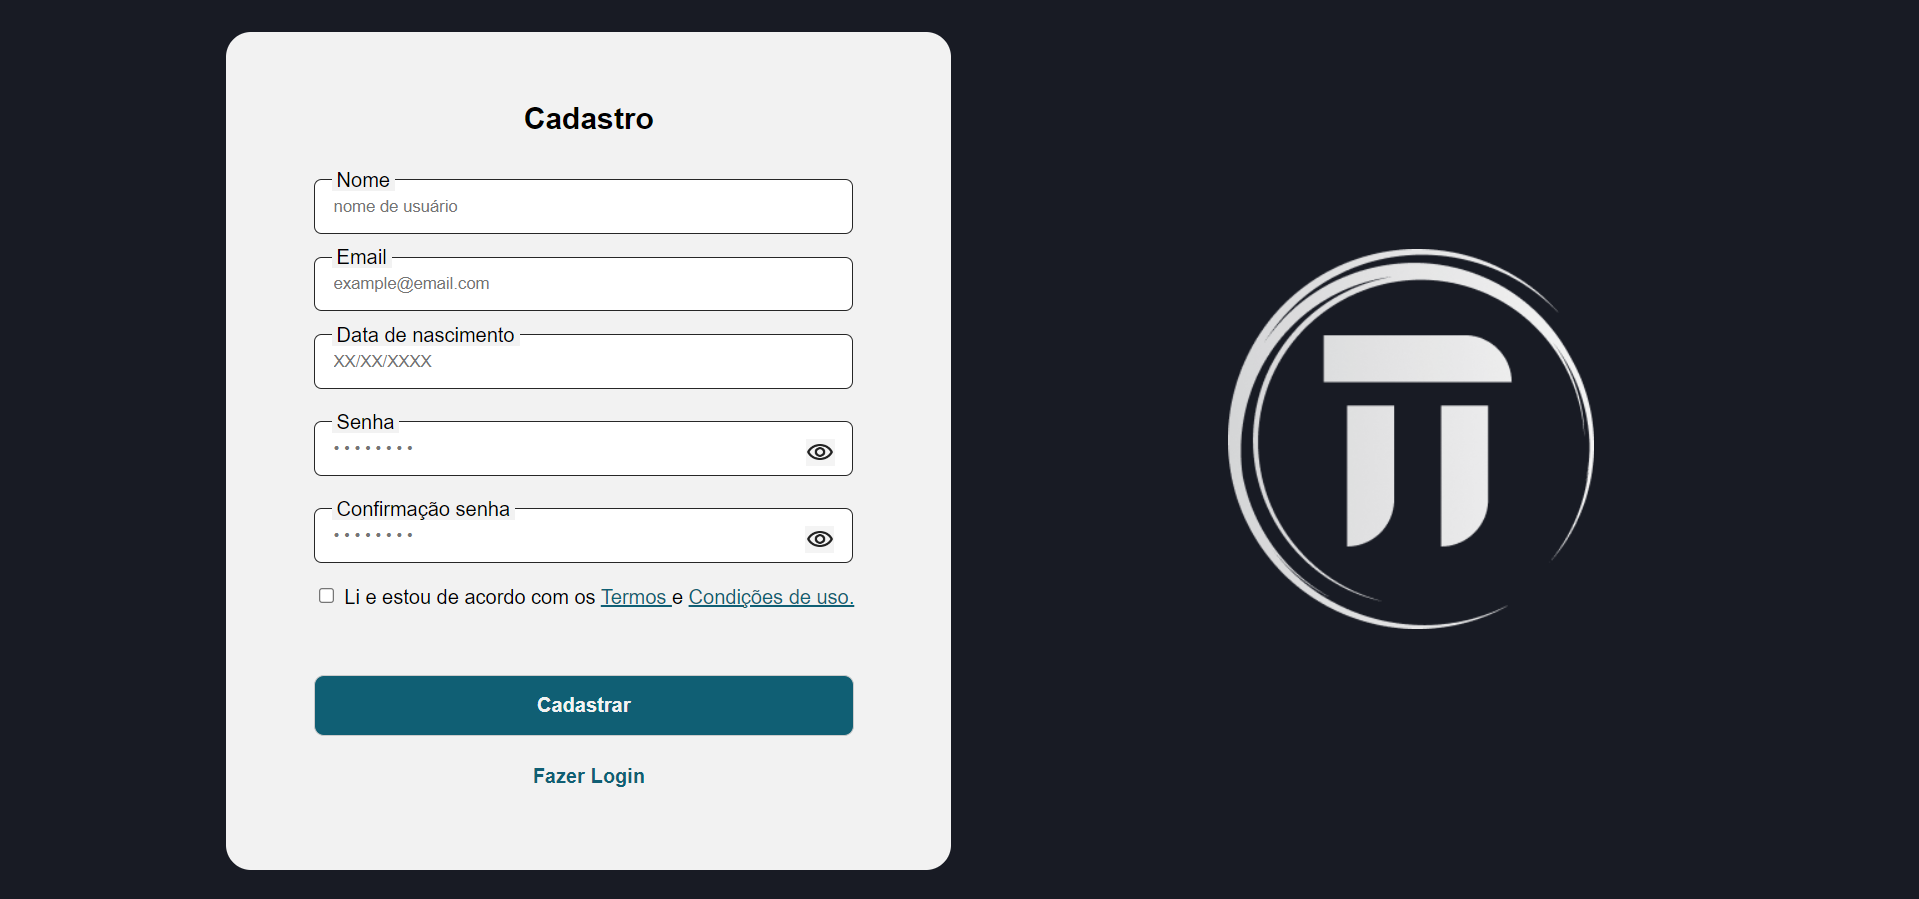 Cadastro
Nome
nome de usuário
Email
example@email.com
Data de nascimento
XX/XX/XXXX
Senha
••••••••
Confirmação senha
••••••••
Li e estou de acordo com os Termos e Condições de uso.
Cadastrar
Fazer Login